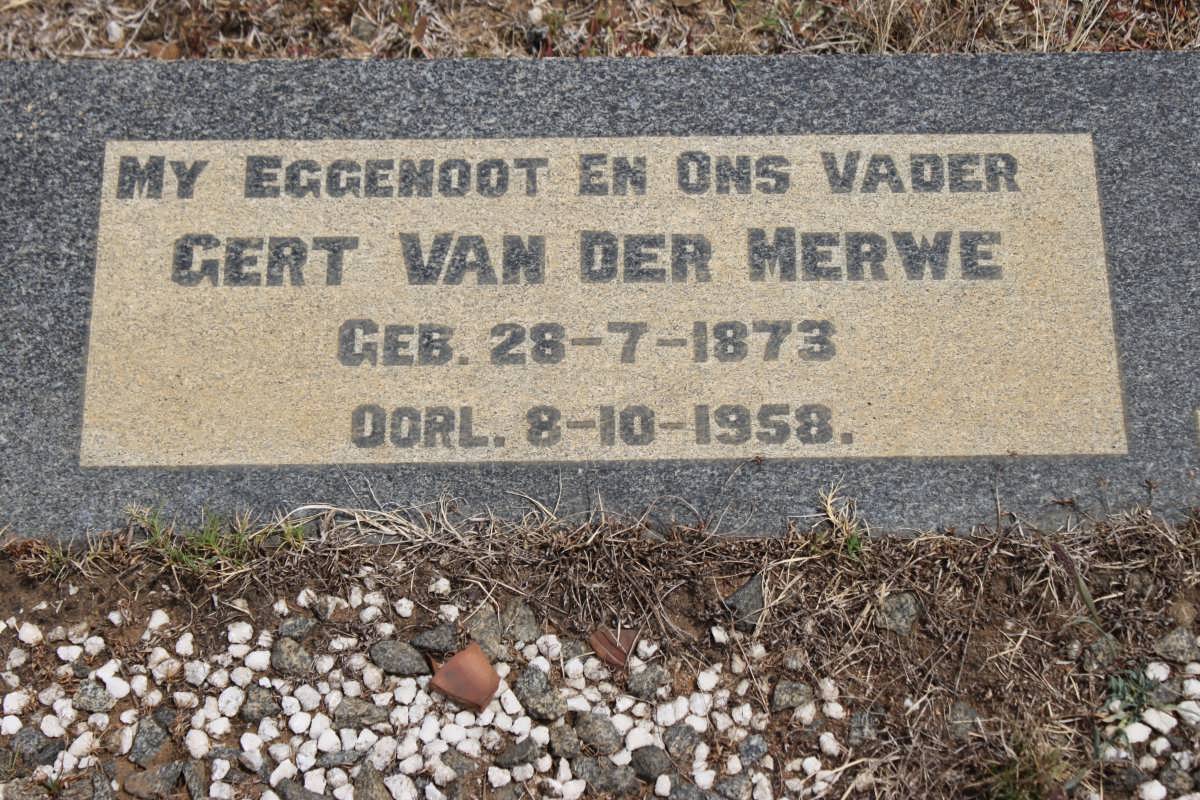 My Eggenoot En Ons Vader
Gert Van Der Merwe
Geb. 28-7-1873
Oorl. 8-10-1958.